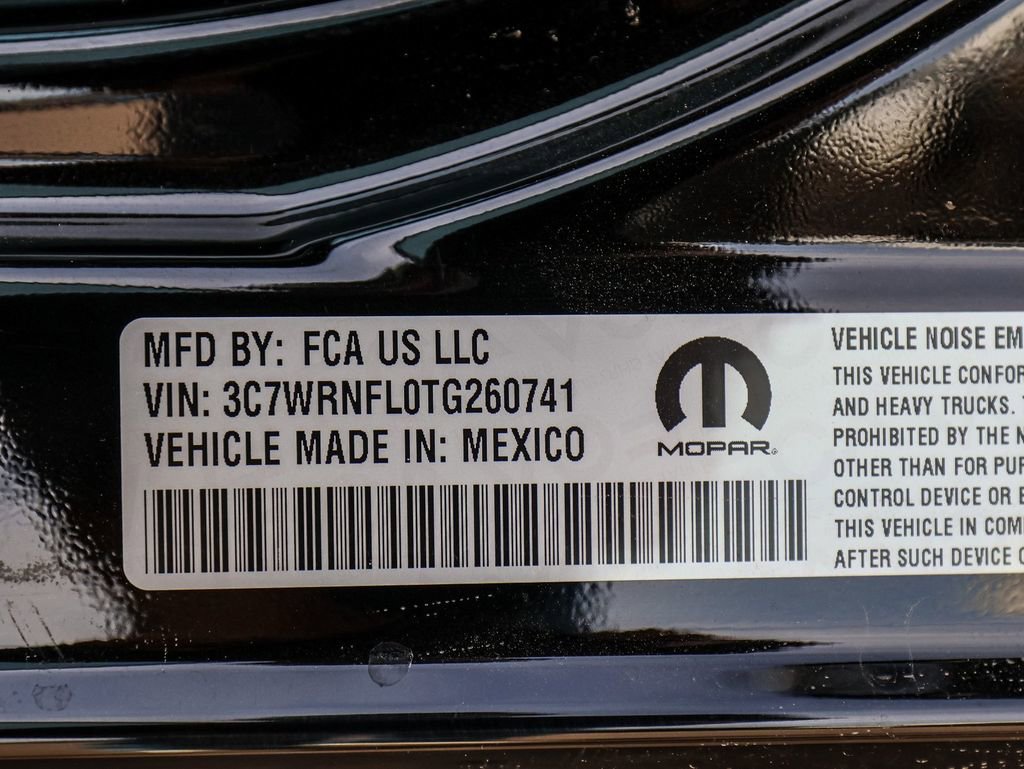 MFD BY: FCA US LLC
VIN: 3C7WRNFL0TG260741
VEHICLE MADE IN: MEXICO
MOPAR®
VEHICLE NOISE EM
THIS VEHICLE CONFOR
AND HEAVY TRUCKS.
PROHIBITED BY THE N
OTHER THAN FOR PUR
CONTROL DEVICE OR E
THIS VEHICLE IN COM
AFTER SUCH DEVICE O